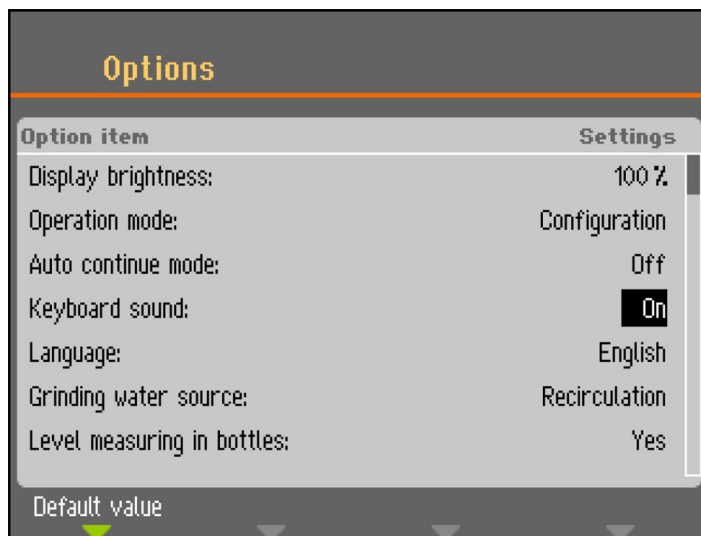 Options
Option item Settings
Display brightness: 100 %
Operation mode: Configuration
Auto continue mode: Off
Keyboard sound: On
Language: English
Grinding water source: Recirculation
Level measuring in bottles: Yes
Default value